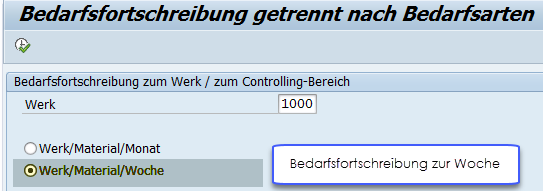 Bedarfsfortschreibung getrennt nach Bedarfsarten
Bedarfsfortschreibung zum Werk / zum Controlling-Bereich
Werk 1000
Werk/Material/Monat
Werk/Material/Woche
Bedarfsfortschreibung zur Woche